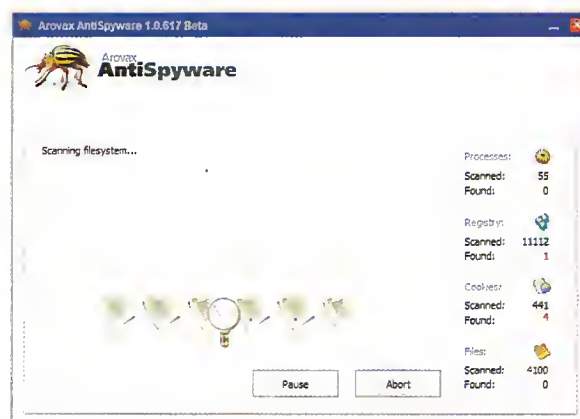 Arovax AntiSpyware 1.0.617 Beta
Arovax
AntiSpyware
Scanning filesystem...
Processes:
Scanned: 55
Found: 0
Registry:
Scanned: 11112
Found: 1
Cookies:
Scanned: 441
Found: 4
Files:
Scanned: 4100
Found: 0
Pause Abort